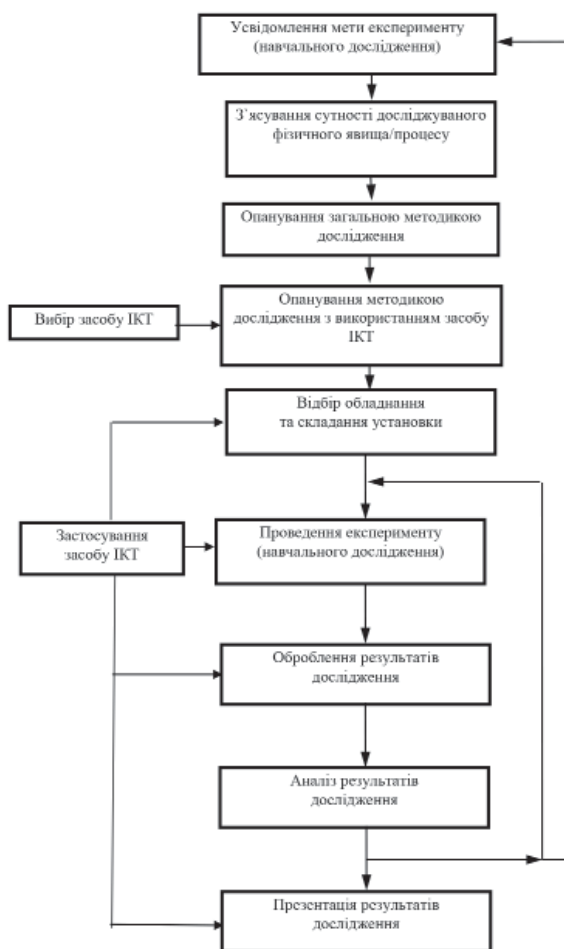 Усвідомлення мети експерименту
(навчального дослідження)
З`ясування сутності досліджуваного
фізичного явища/процесу
Опанування загальною методикою
дослідження
Вибір засобу ІКТ
Опанування методикою
дослідження з використанням засобу
ІКТ
Відбір обладнання
та складання установки
Застосування
засобу ІКТ
Проведення експерименту
(навчального дослідження)
Оброблення результатів
дослідження
Аналіз результатів
дослідження
Презентація результатів
дослідження